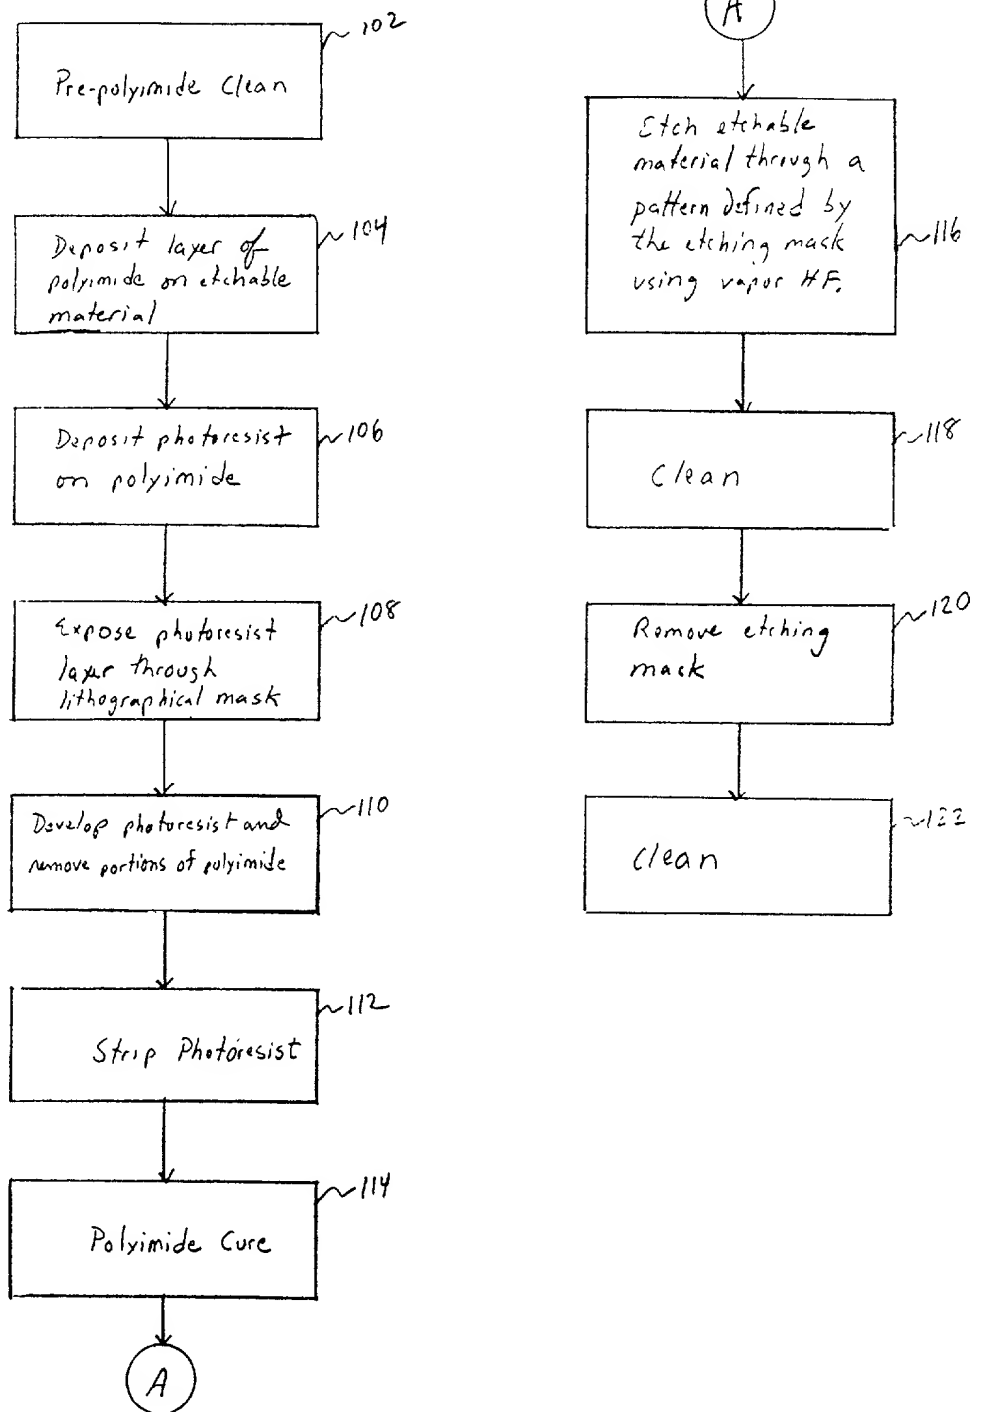 102
Pre-polyimide Clean
104
Deposit layer of
polyimide on etchable
material
106
Deposit photoresist
on polyimide
108
Expose photoresist
layer through
lithographical mask
110
Develop photoresist and
remove portions of polyimide
112
Strip Photoresist
114
Polyimide Cure
A
A
Etch etchable
material through a
pattern defined by
the etching mask
using vapor HF.
116
118
Clean
120
Remove etching
mask
122
Clean